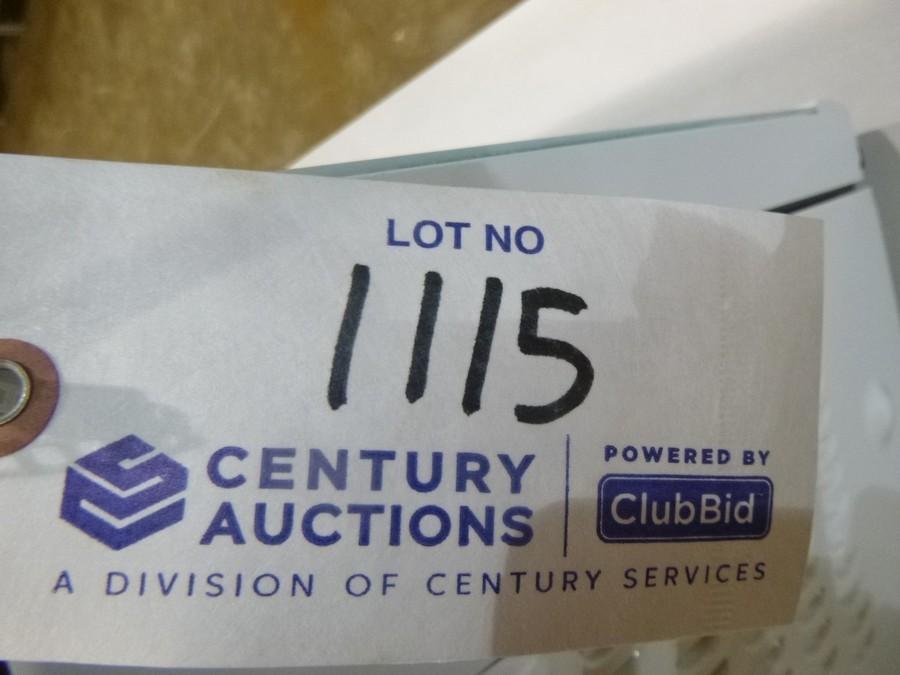 LOT NO
1115
CENTURY
AUCTIONS
POWERED BY
ClubBid
A DIVISION OF CENTURY SERVICES